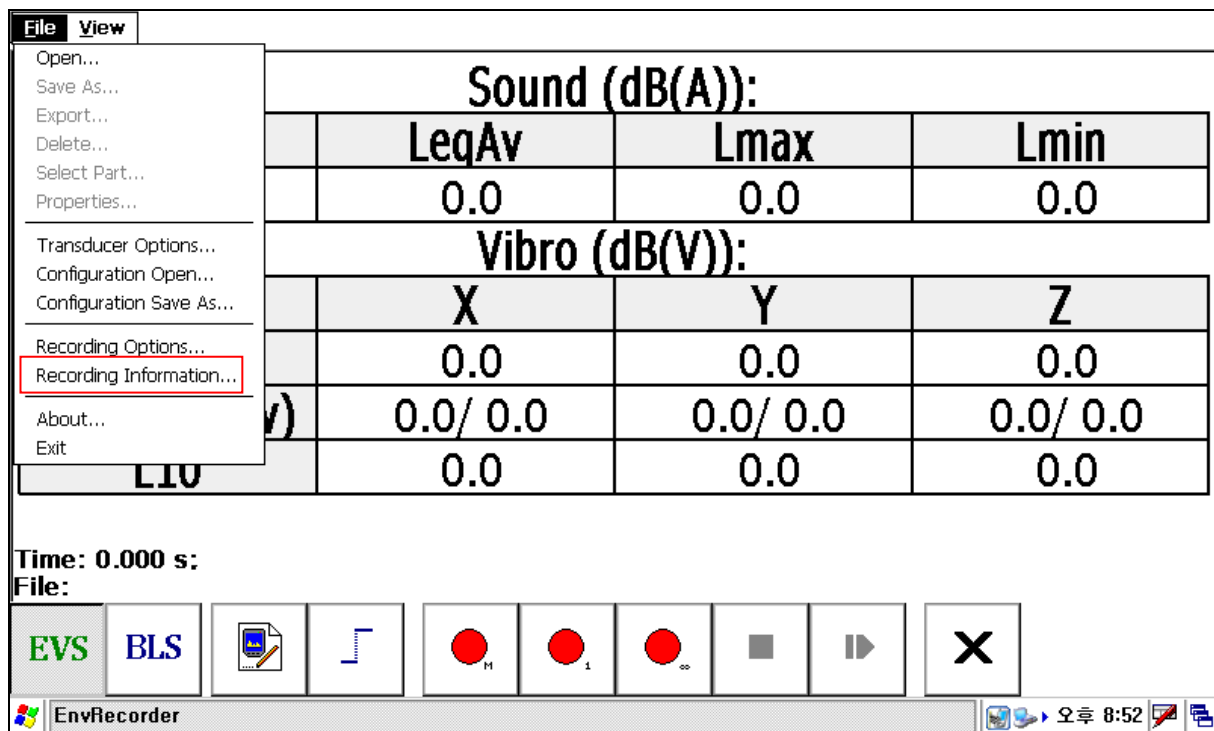 File View
Open...
Save As...
Export...
Delete...
Select Part...
Properties...
Transducer Options...
Configuration Open...
Configuration Save As...
Recording Options...
Recording Information...
About...
Exit
Sound (dB(A)):
LeqAv Lmax Lmin
0.0 0.0 0.0
Vibro (dB(V)):
X Y Z
0.0 0.0 0.0
v) 0.0/ 0.0 0.0/ 0.0 0.0/ 0.0
L10 0.0 0.0 0.0
Time: 0.000 s;
File:
EVS BLS M 1 ∞
EnvRecorder 오후 8:52